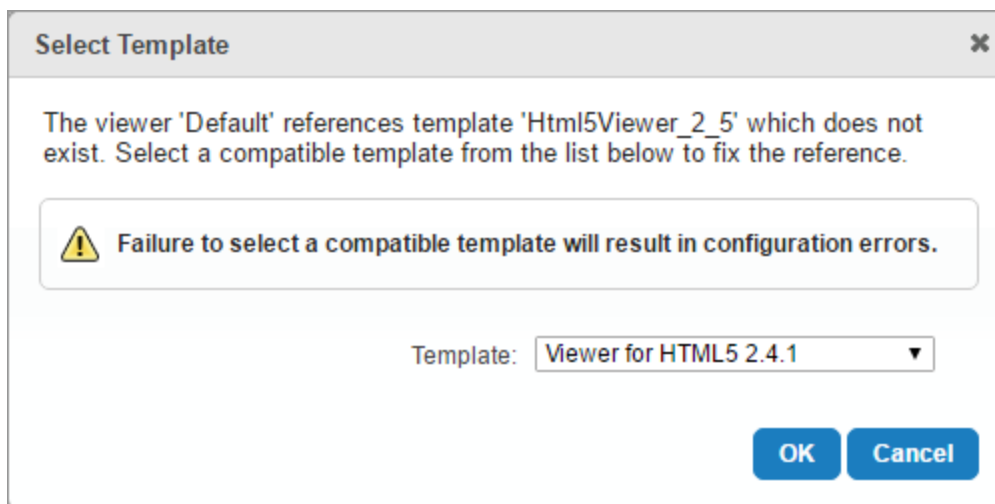 Select Template
The viewer 'Default' references template 'Html5Viewer_2_5' which does not
exist. Select a compatible template from the list below to fix the reference.
Failure to select a compatible template will result in configuration errors.
Template: Viewer for HTML5 2.4.1
OK Cancel